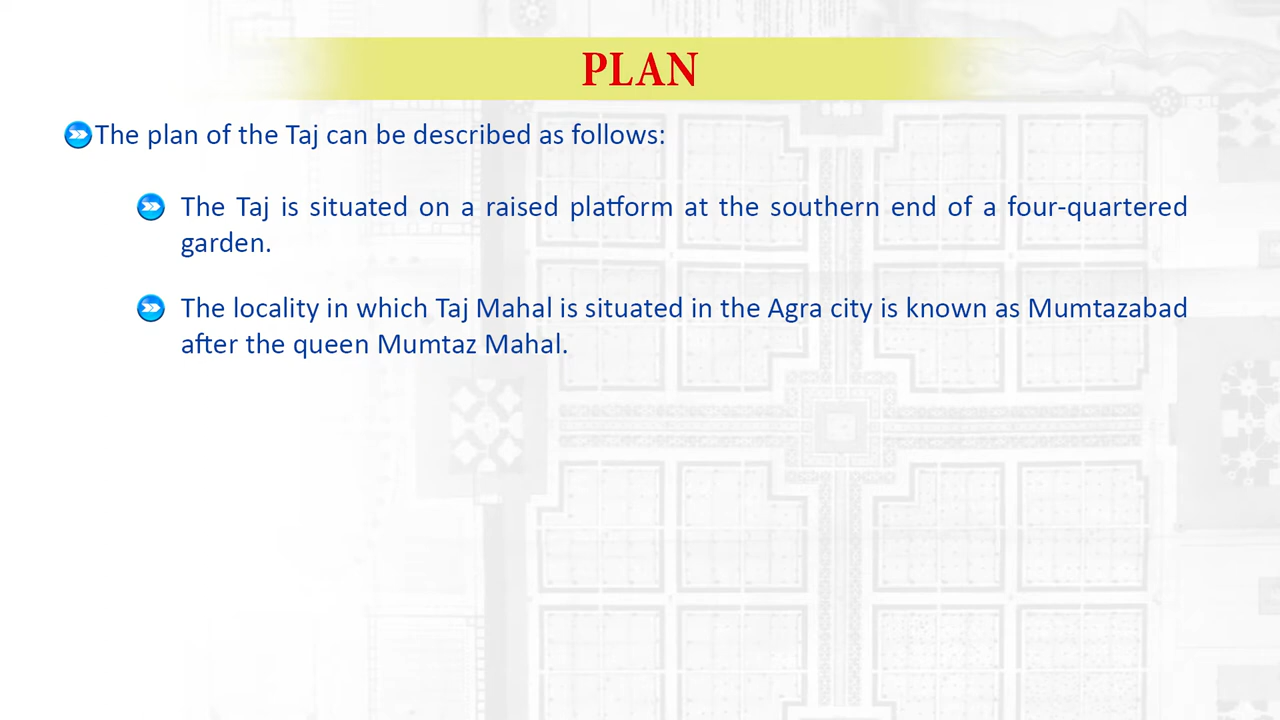 PLAN
The plan of the Taj can be described as follows:
The Taj is situated on a raised platform at the southern end of a four-quartered
garden.
The locality in which Taj Mahal is situated in the Agra city is known as Mumtazabad
after the queen Mumtaz Mahal.